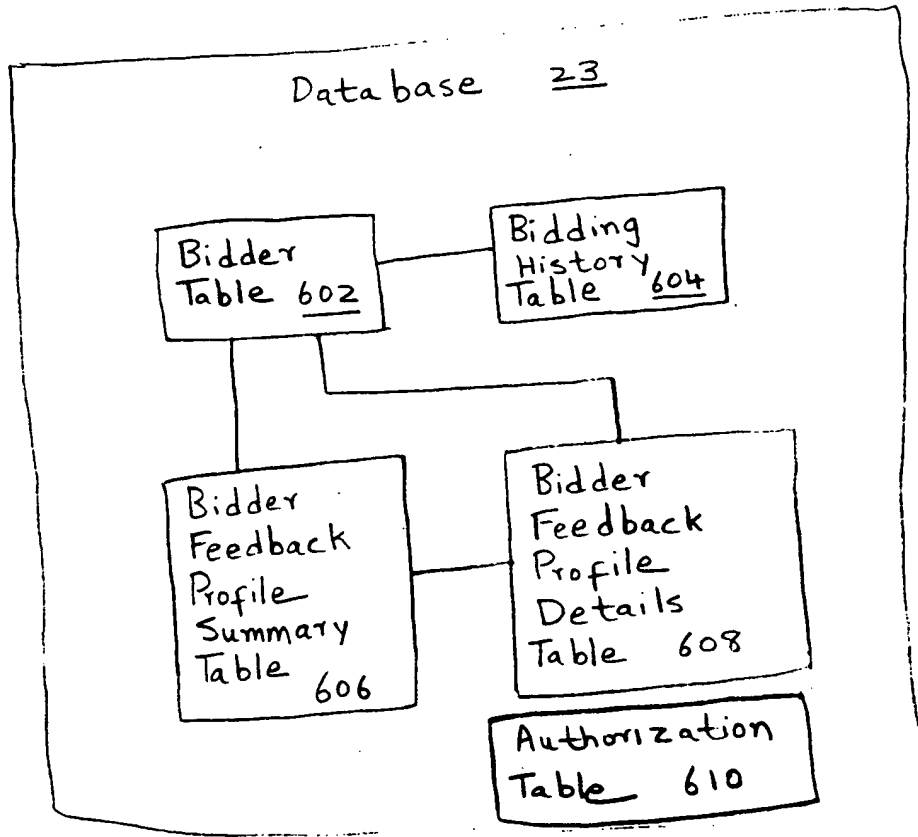 Database 23
Bidder
Table 602
Bidding
History
Table 604
Bidder
Feedback
Profile
Summary
Table
606
Bidder
Feedback
Profile
Details
Table 608
Authorization
Table 610